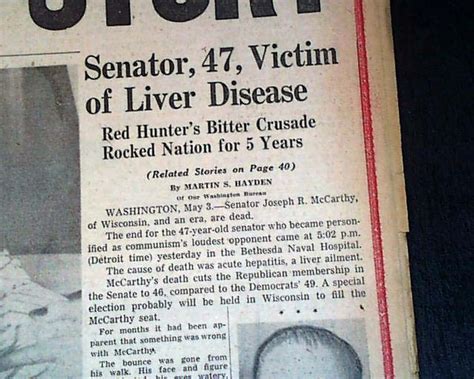 STORY
Senator, 47, Victim
of Liver Disease
Red Hunter's Bitter Crusade
Rocked Nation for 5 Years
(Related Stories on Page 40)
By MARTIN S. HAYDEN
Of Our Washington Bureau
WASHINGTON, May 3.—Senator Joseph R. McCarthy,
of Wisconsin, and an era, are dead.
The end for the 47-year-old senator who became person-
ified as communism's loudest opponent came at 5:02 p.m.
(Detroit time) yesterday in the Bethesda Naval Hospital.
The cause of death was acute hepatitis, a liver ailment.
McCarthy's death cuts the Republican membership in
the Senate to 46, compared to the Democrats' 49. A special
election probably will be held in Wisconsin to fill the
McCarthy seat.
For months it had been ap-
parent that something was wrong
with McCarthy.
The bounce was gone from
his walk. His face and figure
his eyes watery,